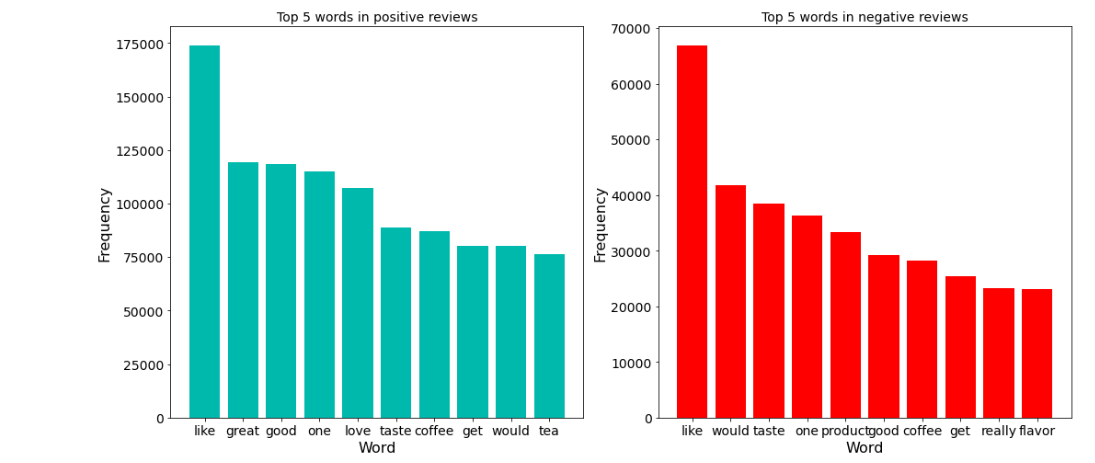 Top 5 words in positive reviews
175000
150000
125000
100000
75000
50000
25000
0
Frequency
like great good one love taste coffee get would tea
Word
Top 5 words in negative reviews
70000
60000
50000
40000
30000
20000
10000
0
Frequency
like would taste one product good coffee get really flavor
Word